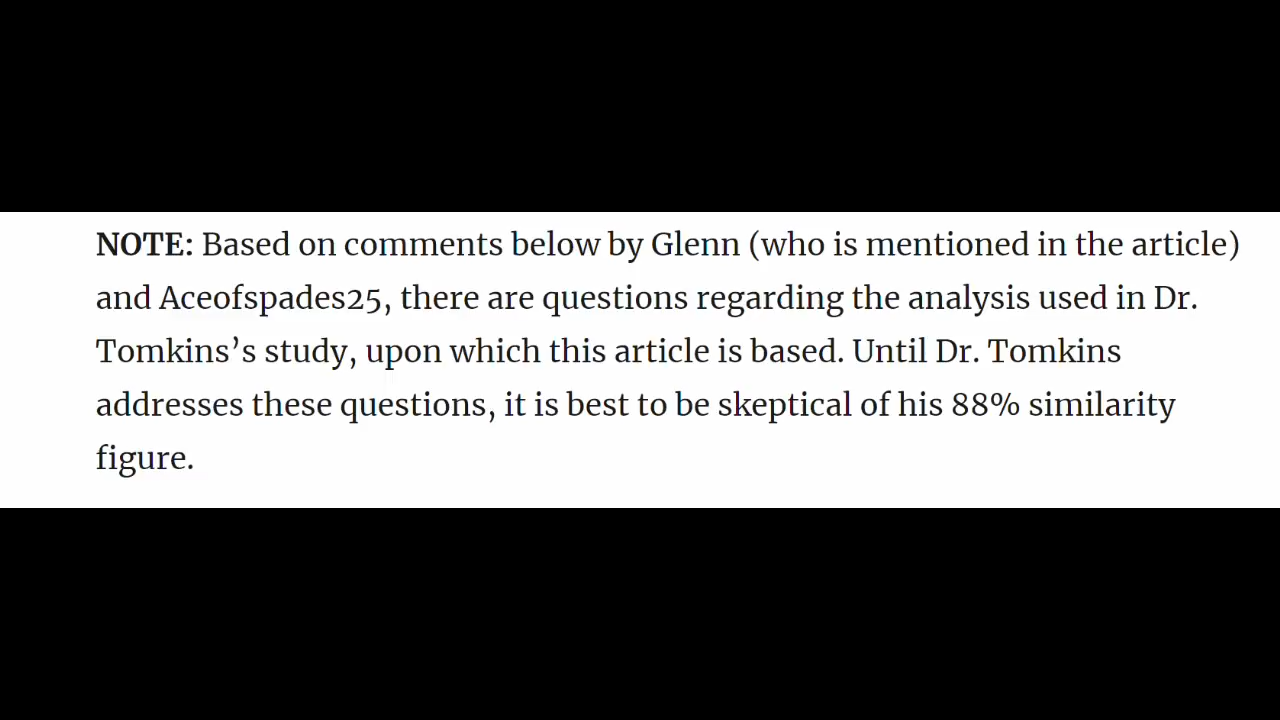 NOTE: Based on comments below by Glenn (who is mentioned in the article)
and Aceofspades25, there are questions regarding the analysis used in Dr.
Tomkins’s study, upon which this article is based. Until Dr. Tomkins
addresses these questions, it is best to be skeptical of his 88% similarity
figure.